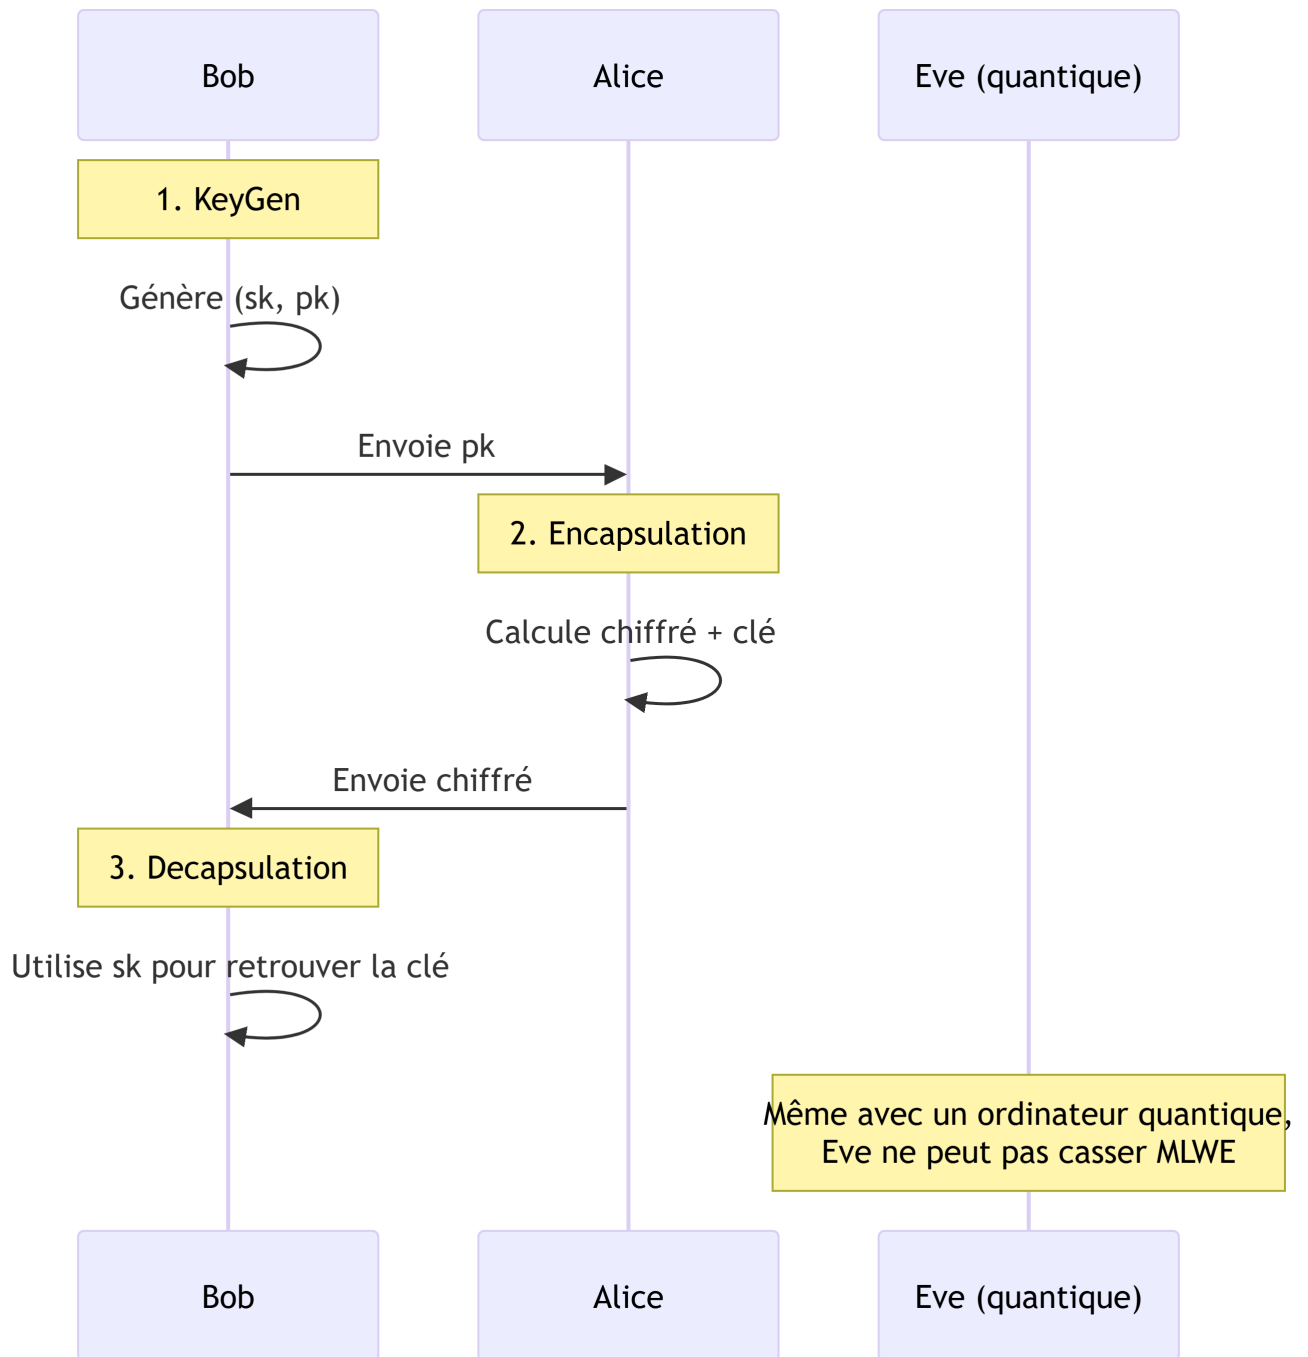 Bob
Alice
Eve (quantique)
1. KeyGen
Génère (sk, pk)
Envoie pk
2. Encapsulation
Calcule chiffré + clé
Envoie chiffré
3. Decapsulation
Utilise sk pour retrouver la clé
Même avec un ordinateur quantique,
Eve ne peut pas casser MLWE
Bob
Alice
Eve (quantique)